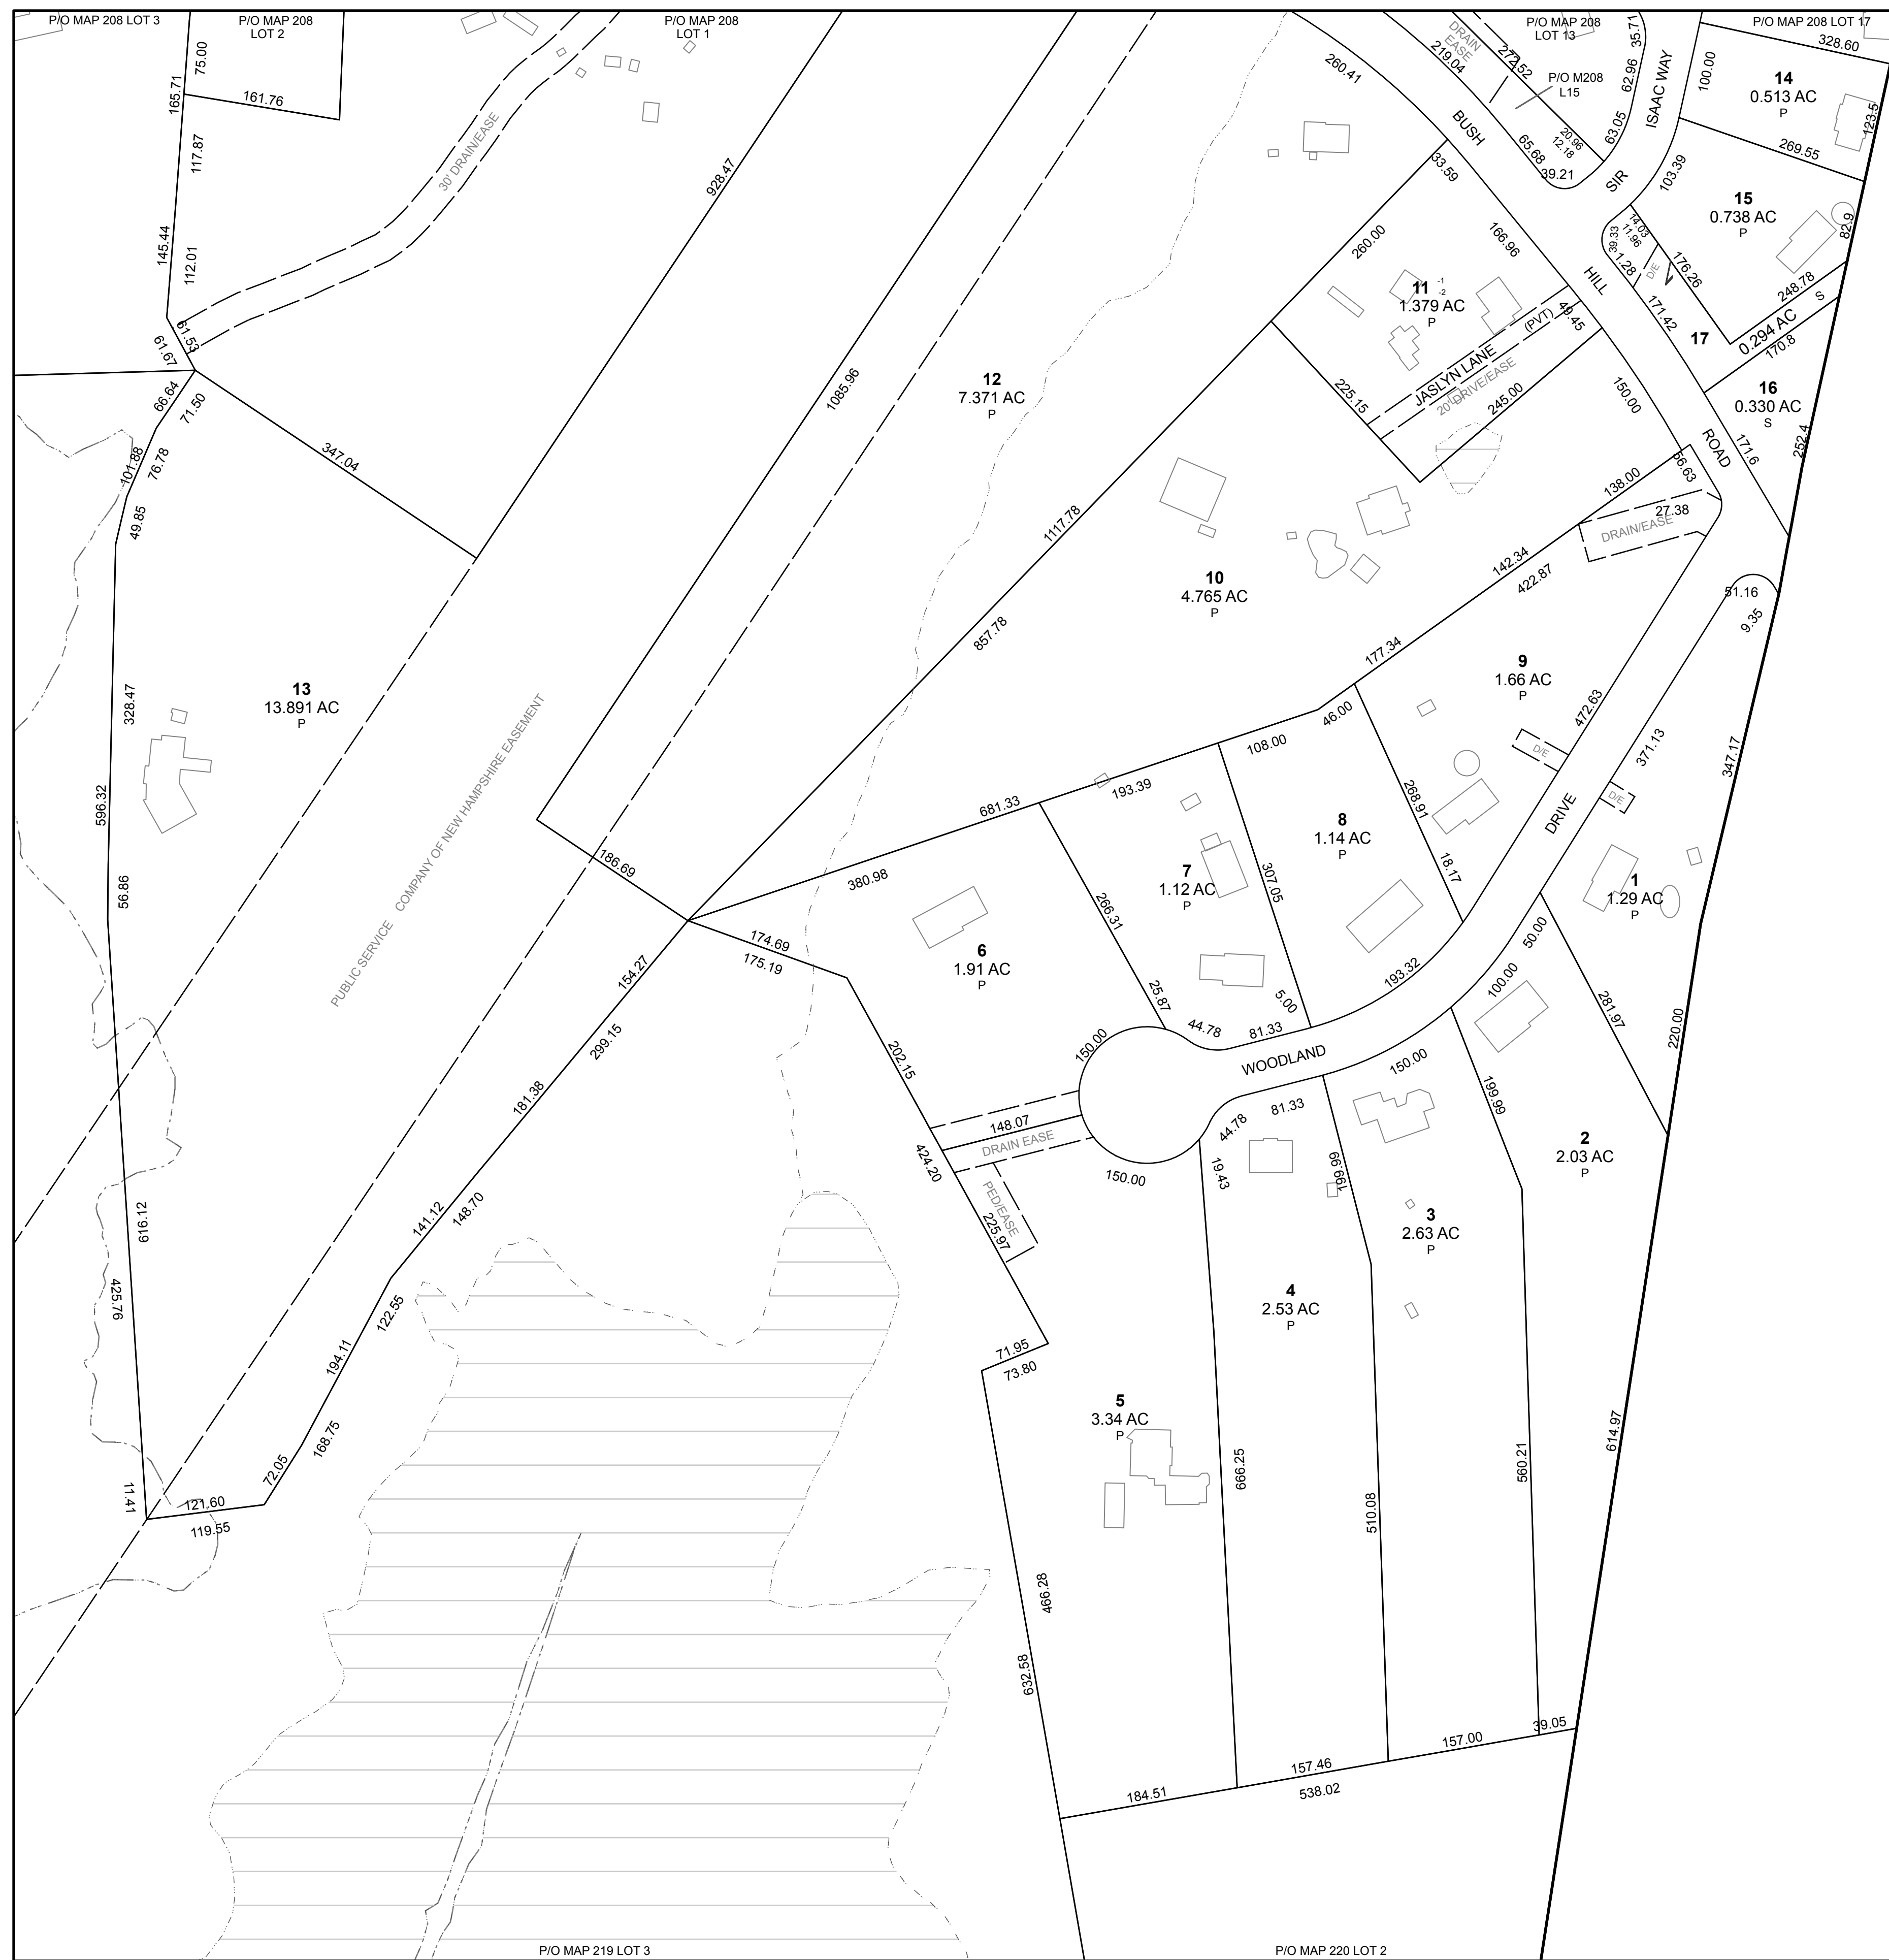 P/O MAP 208 LOT 3
P/O MAP 208
LOT 2
P/O MAP 208
LOT 1
P/O MAP 208
LOT 13
P/O MAP 208 LOT 17
P/O M208
L15
75.00
165.71
161.76
117.87
145.44
112.01
61.53
61.67
30' DRAIN/EASE
928.47
1085.96
260.41
BUSH
HILL
ROAD
DRAIN
EASE
219.04
272.52
35.71
62.96
63.05
20.96
12.18
65.68
39.21
SIR
ISAAC WAY
100.00
328.60
14
0.513 AC
P
123.5
269.55
103.39
15
0.738 AC
P
82.9
14.03
11.96
39.33
D/E
176.26
171.42
248.78
S
17
0.294 AC
170.8
16
0.330 AC
S
252.4
171.6
33.59
166.96
260.00
11
-1
-2
1.379 AC
P
49.45
(PVT)
JASLYN LANE
20' DRIVE/EASE
225.15
245.00
150.00
56.63
138.00
27.38
DRAIN/EASE
142.34
422.87
51.16
9.35
12
7.371 AC
P
1117.78
857.78
10
4.765 AC
P
177.34
46.00
108.00
193.39
681.33
380.98
66.64
71.50
101.88
76.78
49.85
347.04
328.47
596.32
56.86
13
13.891 AC
P
PUBLIC SERVICE COMPANY OF NEW HAMPSHIRE EASEMENT
186.69
9
1.66 AC
P
472.63
D/E
371.13
D/E
347.17
DRIVE
268.91
18.17
8
1.14 AC
P
7
1.12 AC
P
307.05
5.00
266.31
25.87
6
1.91 AC
P
1
1.29 AC
P
50.00
100.00
281.97
220.00
193.32
81.33
44.78
WOODLAND
150.00
150.00
174.69
175.19
154.27
299.15
202.15
181.38
148.07
DRAIN EASE
424.20
PED/EASE
225.97
150.00
44.78
81.33
19.43
199.99
199.99
2
2.03 AC
P
3
2.63 AC
P
4
2.53 AC
P
5
3.34 AC
P
616.12
425.76
141.12
148.70
122.55
194.11
168.75
72.05
11.41
121.60
119.55
71.95
73.80
666.25
510.08
560.21
614.97
466.28
632.58
39.05
157.00
157.46
538.02
184.51
P/O MAP 219 LOT 3
P/O MAP 220 LOT 2